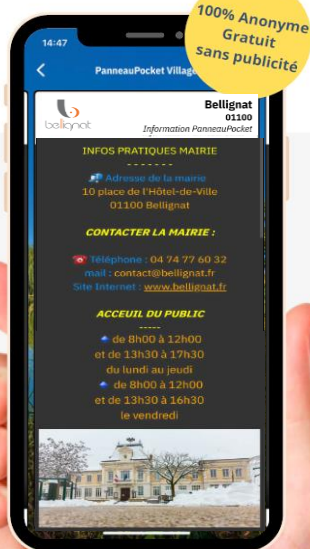 100% Anonyme
Gratuit
sans publicité
14:47
PanneauPocket Village
bellignat
Bellignat
01100
Information PanneauPocket
INFOS PRATIQUES MAIRIE
- - - - - - -
Adresse de la mairie
10 place de l'Hôtel-de-Ville
01100 Bellignat
CONTACTER LA MAIRIE :
Téléphone : 04 74 77 60 32
mail : contact@bellignat.fr
Site Internet : www.bellignat.fr
ACCEUIL DU PUBLIC
-----
de 8h00 à 12h00
et de 13h30 à 17h30
du lundi au jeudi
de 8h00 à 12h00
et de 13h30 à 16h30
le vendredi